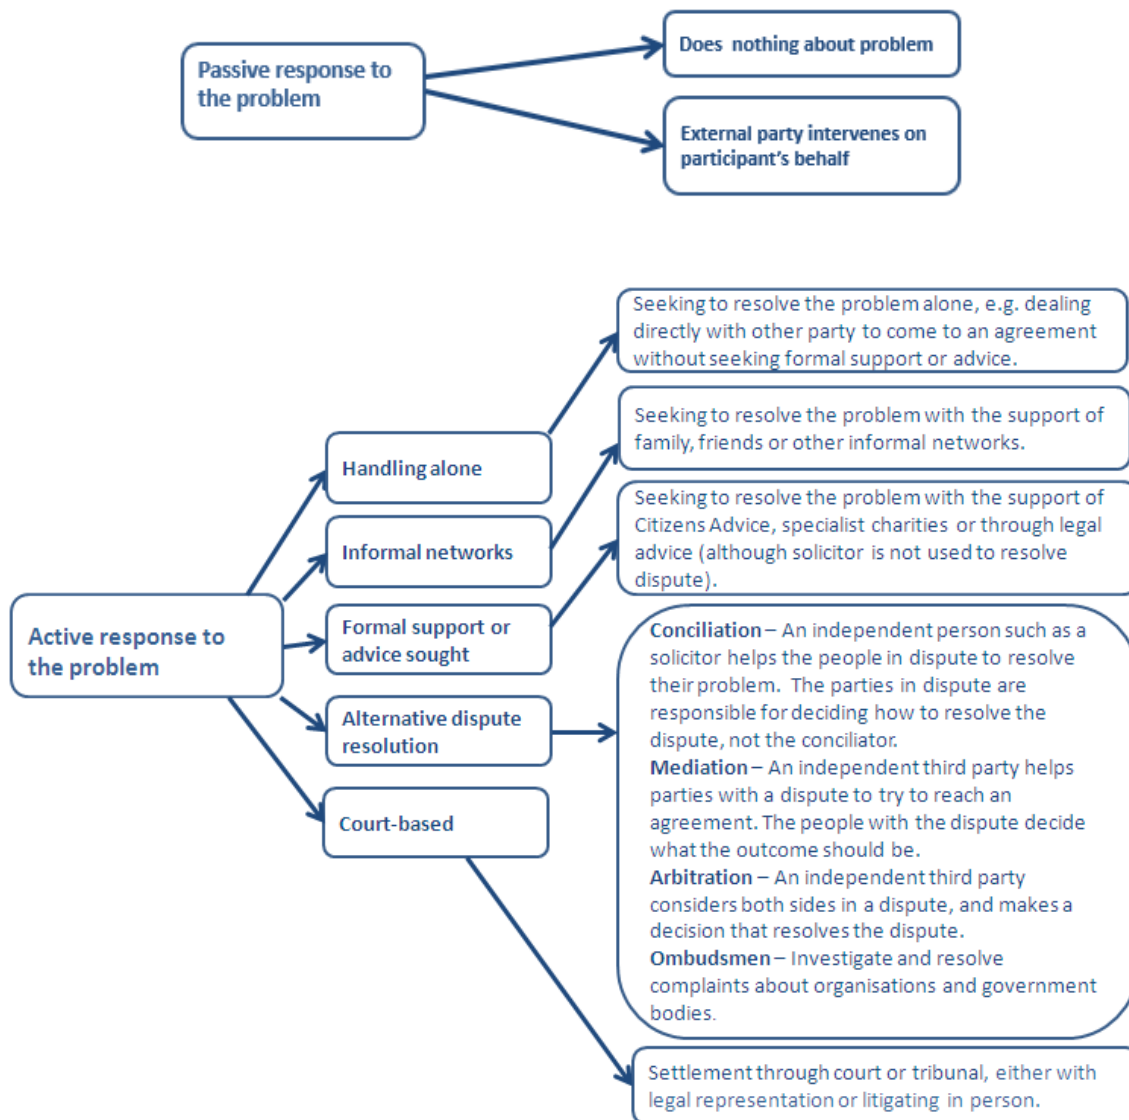 Passive response to
the problem
Does nothing about problem
External party intervenes on
participant's behalf
Active response to
the problem
Handling alone
Informal networks
Formal support or
advice sought
Alternative dispute
resolution
Court-based
Seeking to resolve the problem alone, e.g. dealing
directly with other party to come to an agreement
without seeking formal support or advice.
Seeking to resolve the problem with the support of
family, friends or other informal networks.
Seeking to resolve the problem with the support of
Citizens Advice, specialist charities or through legal
advice (although solicitor is not used to resolve
dispute).
Conciliation – An independent person such as a
solicitor helps the people in dispute to resolve
their problem. The parties in dispute are
responsible for deciding how to resolve the
dispute, not the conciliator.
Mediation – An independent third party helps
parties with a dispute to try to reach an
agreement. The people with the dispute decide
what the outcome should be.
Arbitration – An independent third party
considers both sides in a dispute, and makes a
decision that resolves the dispute.
Ombudsmen – Investigate and resolve
complaints about organisations and government
bodies.
Settlement through court or tribunal, either with
legal representation or litigating in person.